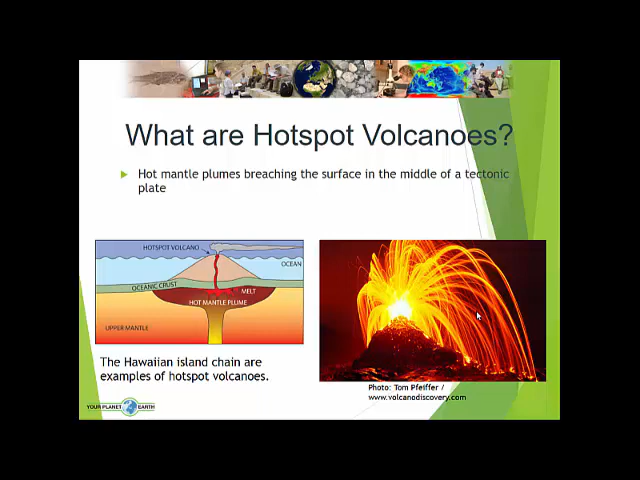 What are Hotspot Volcanoes?
Hot mantle plumes breaching the surface in the middle of a tectonic
plate
HOTSPOT VOLCANO
OCEAN
OCEANIC CRUST
MELT
HOT MANTLE PLUME
UPPER MANTLE
The Hawaiian island chain are
examples of hotspot volcanoes.
Photo: Tom Pfeiffer /
www.volcanodiscovery.com
YOUR PLANET EARTH